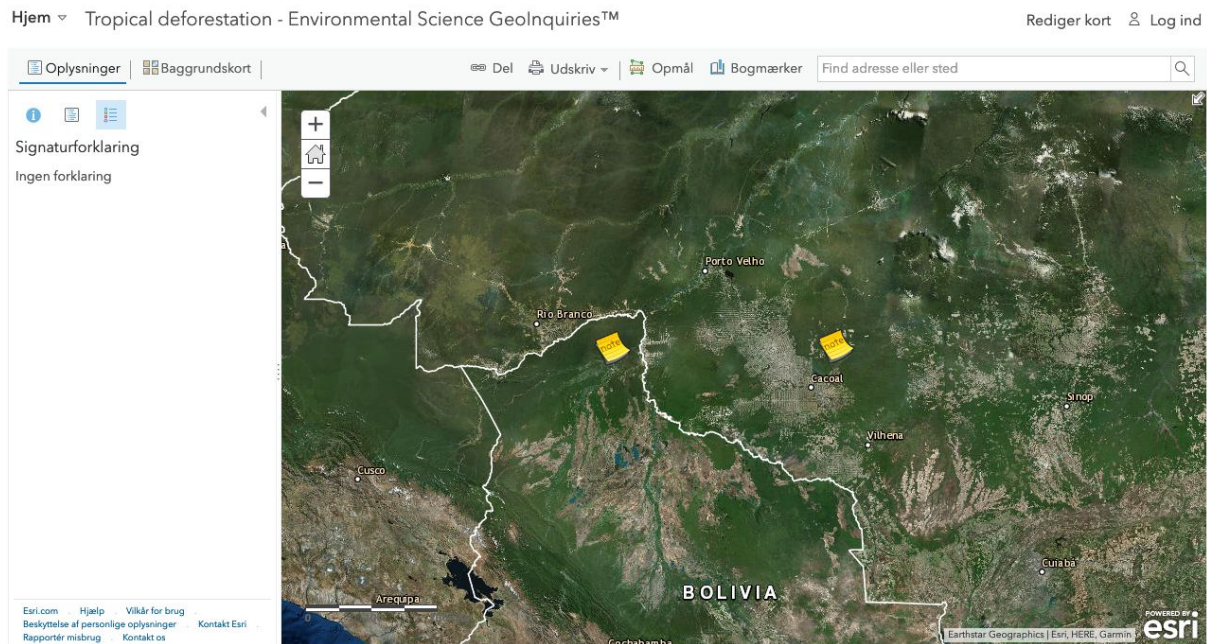 Hjem Tropical deforestation - Environmental Science GeoInquiries™ Rediger kort Log ind
Oplysninger Baggrundskort Del Udskriv Opmål Bogmærker Find adresse eller sted
Signaturforklaring
Ingen forklaring
Porto Velho
Rio Branco
note note
Cacoal
Sinop
Vilhena
Cusco
Cuiaba
BOLIVIA
Arequipa
Cochabamba
Esri.com Hjælp Vilkår for brug
Beskyttelse af personlige oplysninger Kontakt Esri
Rapportér misbrug Kontakt os
Earthstar Geographics | Esri, HERE, Garmin
POWERED BY
esri